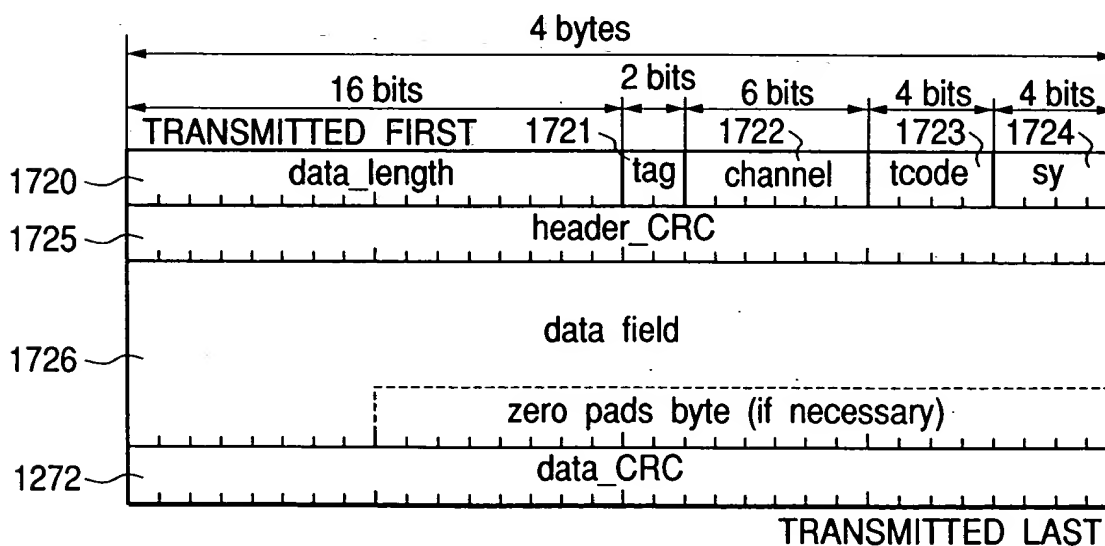 4 bytes
2 bits
16 bits 6 bits 4 bits 4 bits
TRANSMITTED FIRST 1721 1722 1723 1724
1720 data_length tag channel tcode sy
1725 header_CRC
data field
1726
zero pads byte (if necessary)
1272 data_CRC
TRANSMITTED LAST